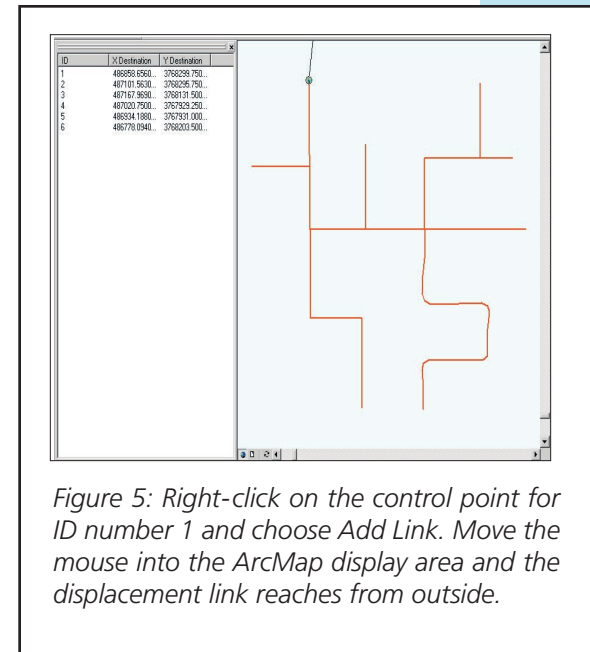 ID X Destination Y Destination
1 486858.6560... 3768299.750...
2 487101.5630... 3768295.750...
3 487167.9690... 3768131.500...
4 487020.7500... 3767929.250...
5 486934.1880... 3767931.000...
6 486778.0940... 3768203.500...
Figure 5: Right-click on the control point for
ID number 1 and choose Add Link. Move the
mouse into the ArcMap display area and the
displacement link reaches from outside.